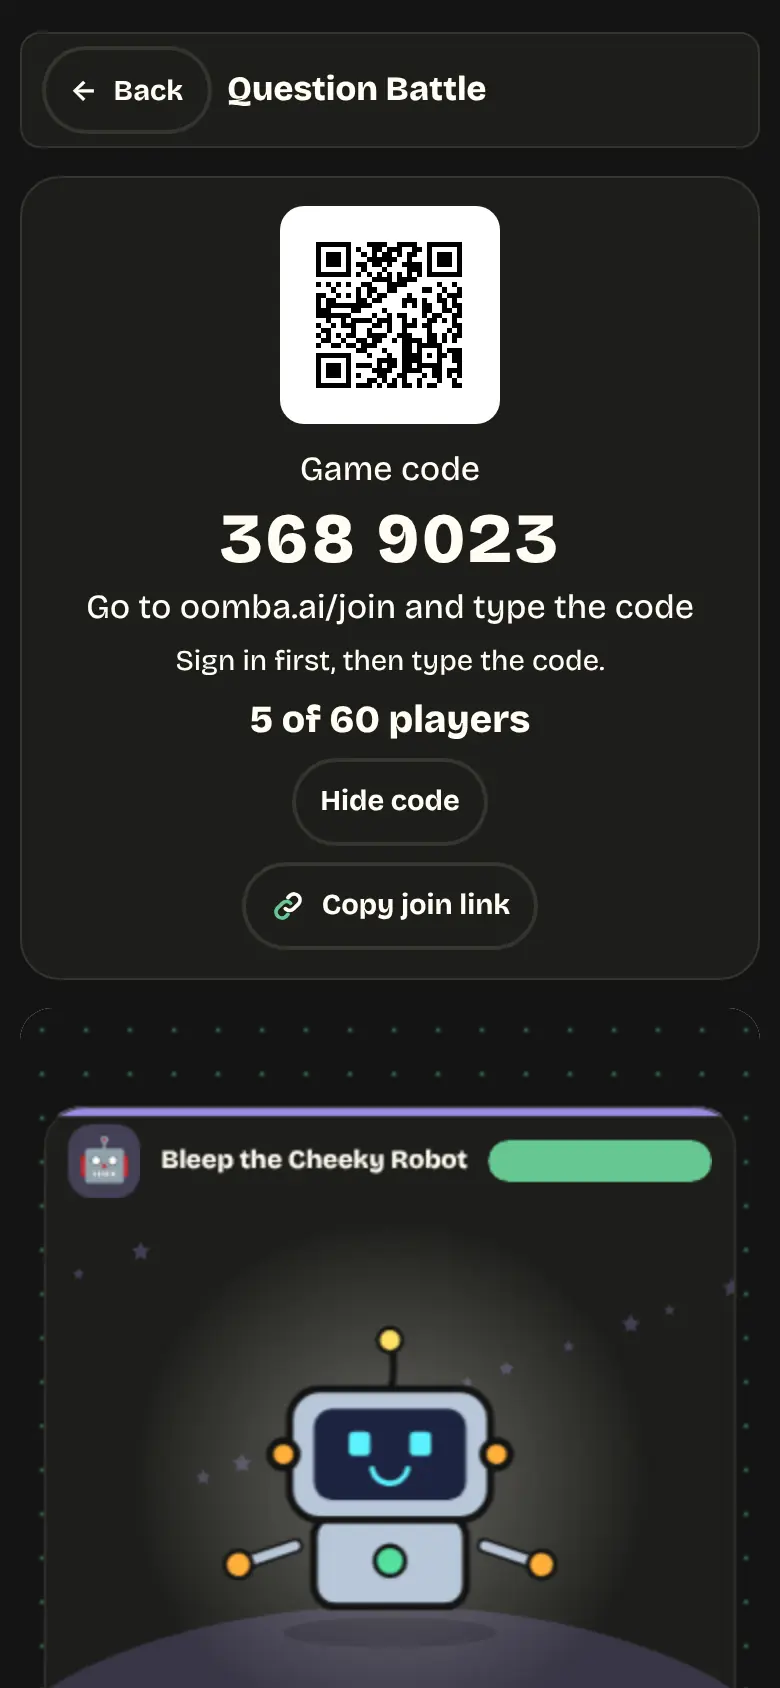 Back
Question Battle
Game code
368 9023
Go to oomba.ai/join and type the code
Sign in first, then type the code.
5 of 60 players
Hide code
Copy join link
Bleep the Cheeky Robot